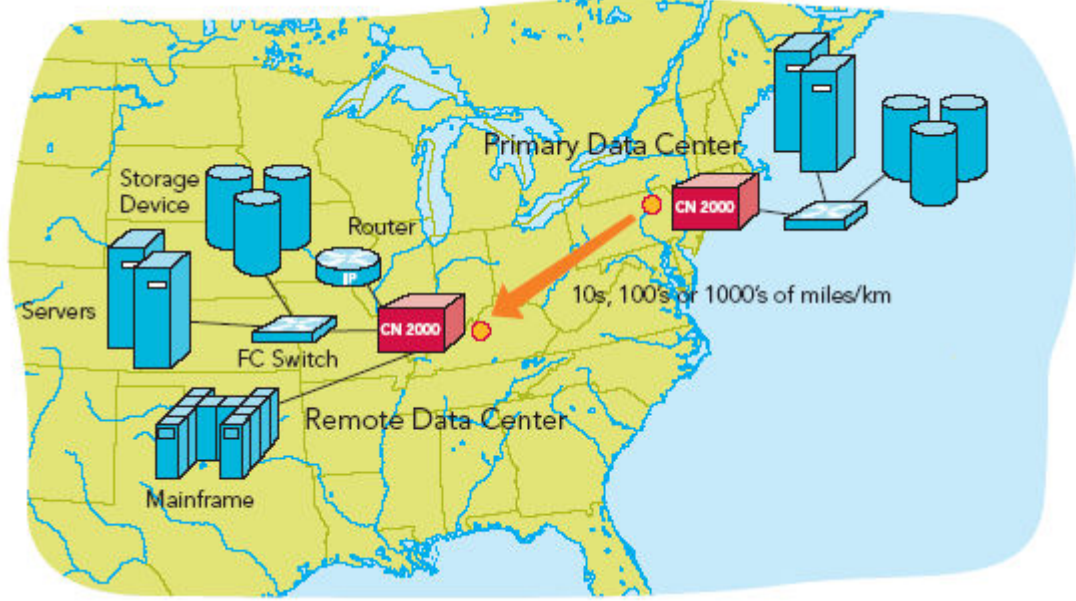 Primary Data Center
CN 2000
Storage
Device
Router
IP
10s, 100's or 1000's of miles/km
Servers
CN 2000
FC Switch
Remote Data Center
Mainframe